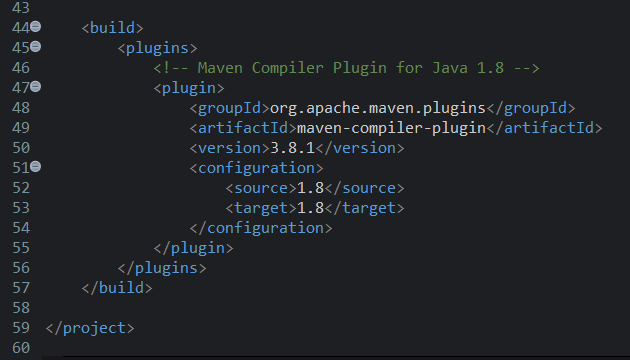 43
44 <build>
45 <plugins>
46 <!-- Maven Compiler Plugin for Java 1.8 -->
47 <plugin>
48 <groupId>org.apache.maven.plugins</groupId>
49 <artifactId>maven-compiler-plugin</artifactId>
50 <version>3.8.1</version>
51 <configuration>
52 <source>1.8</source>
53 <target>1.8</target>
54 </configuration>
55 </plugin>
56 </plugins>
57 </build>
58
59 </project>
60